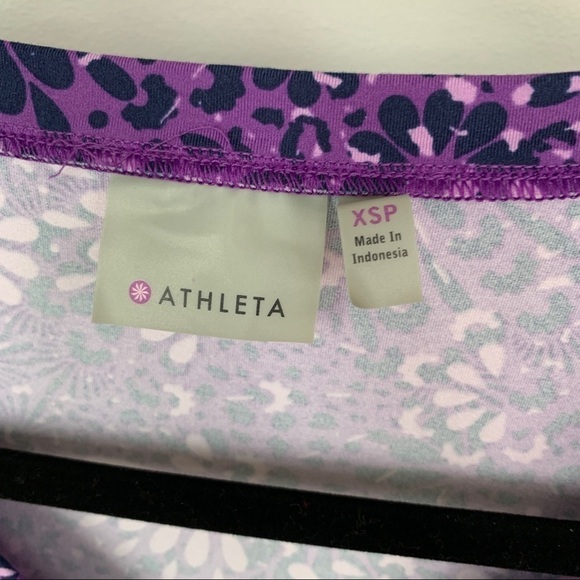 ATHLETA
XSP
Made In
Indonesia